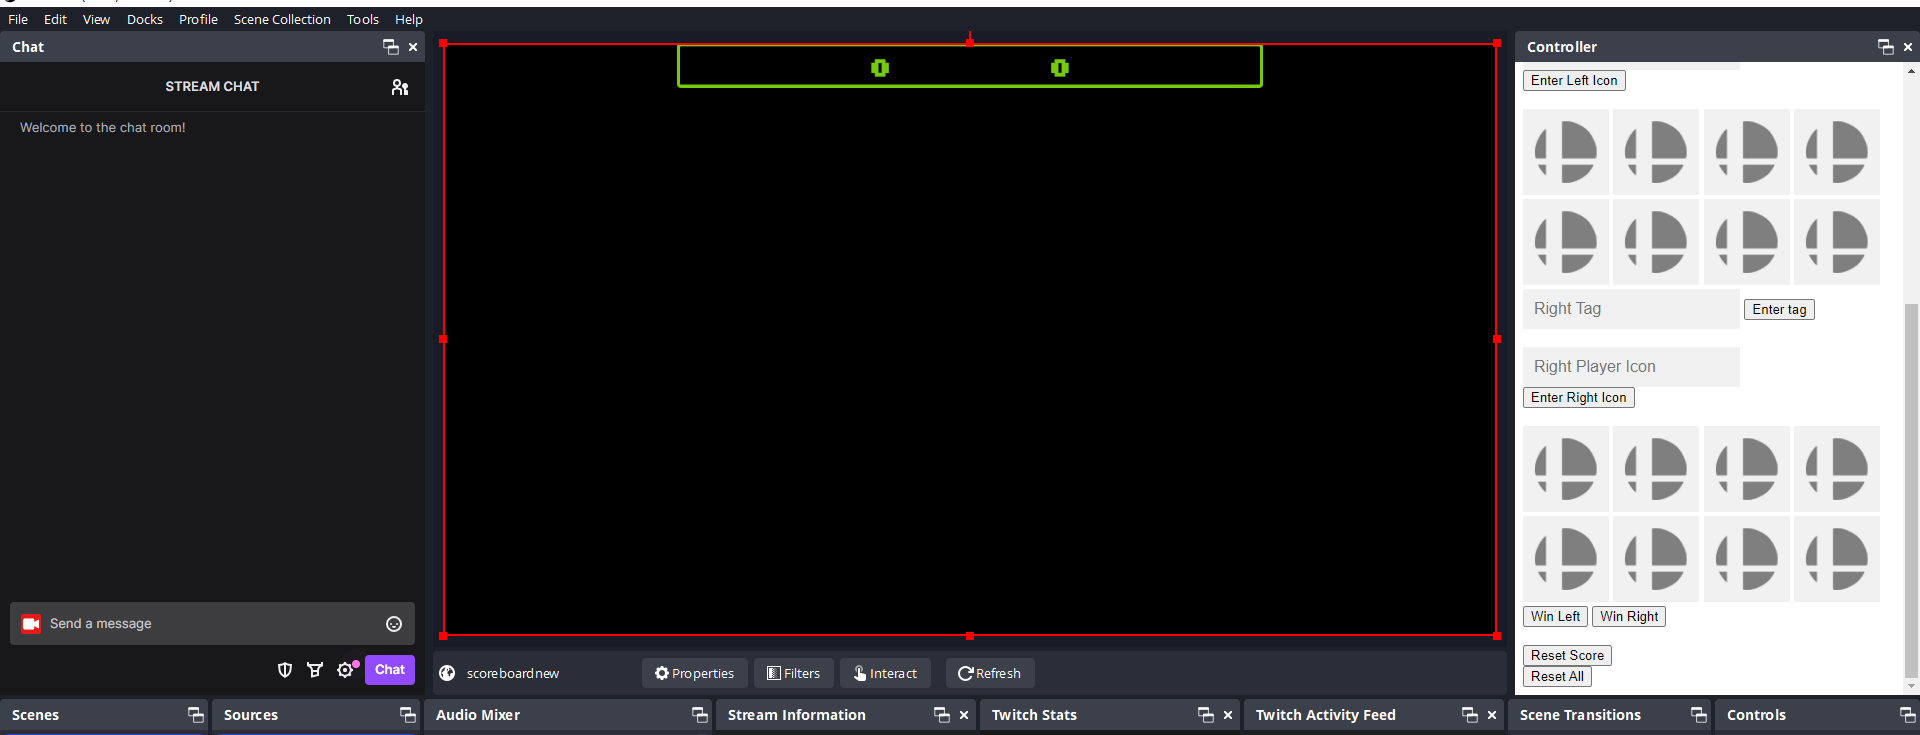 File Edit View Docks Profile Scene Collection Tools Help
Chat
STREAM CHAT
Welcome to the chat room!
Send a message
Chat
0 0
scoreboardnew Properties Filters Interact Refresh
Controller
Enter Left Icon
Right Tag Enter tag
Right Player Icon
Enter Right Icon
Win Left Win Right
Reset Score
Reset All
Scenes Sources Audio Mixer Stream Information Twitch Stats Twitch Activity Feed Scene Transitions Controls